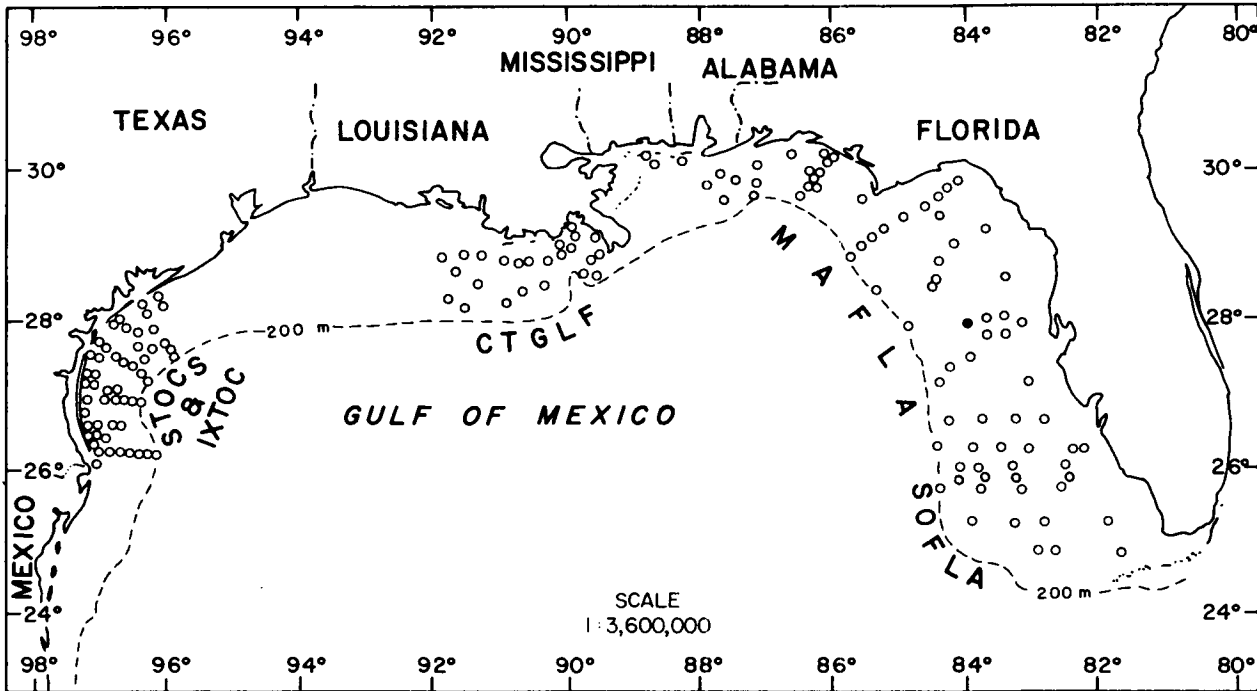 98° 96° 94° 92° 90° 88° 86° 84° 82° 80°
MISSISSIPPI ALABAMA
TEXAS LOUISIANA FLORIDA
30° 30°
MAFLA
28° 28°
200 m
CTGLF
STOCS
&
IXTOC
GULF OF MEXICO
26° 26°
SOFLA
MEXICO
SCALE
1:3,600,000
200 m
24° 24°
98° 96° 94° 92° 90° 88° 86° 84° 82° 80°